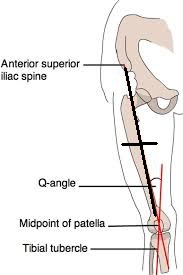 Anterior superior
iliac spine
Q-angle
Midpoint of patella
Tibial tubercle